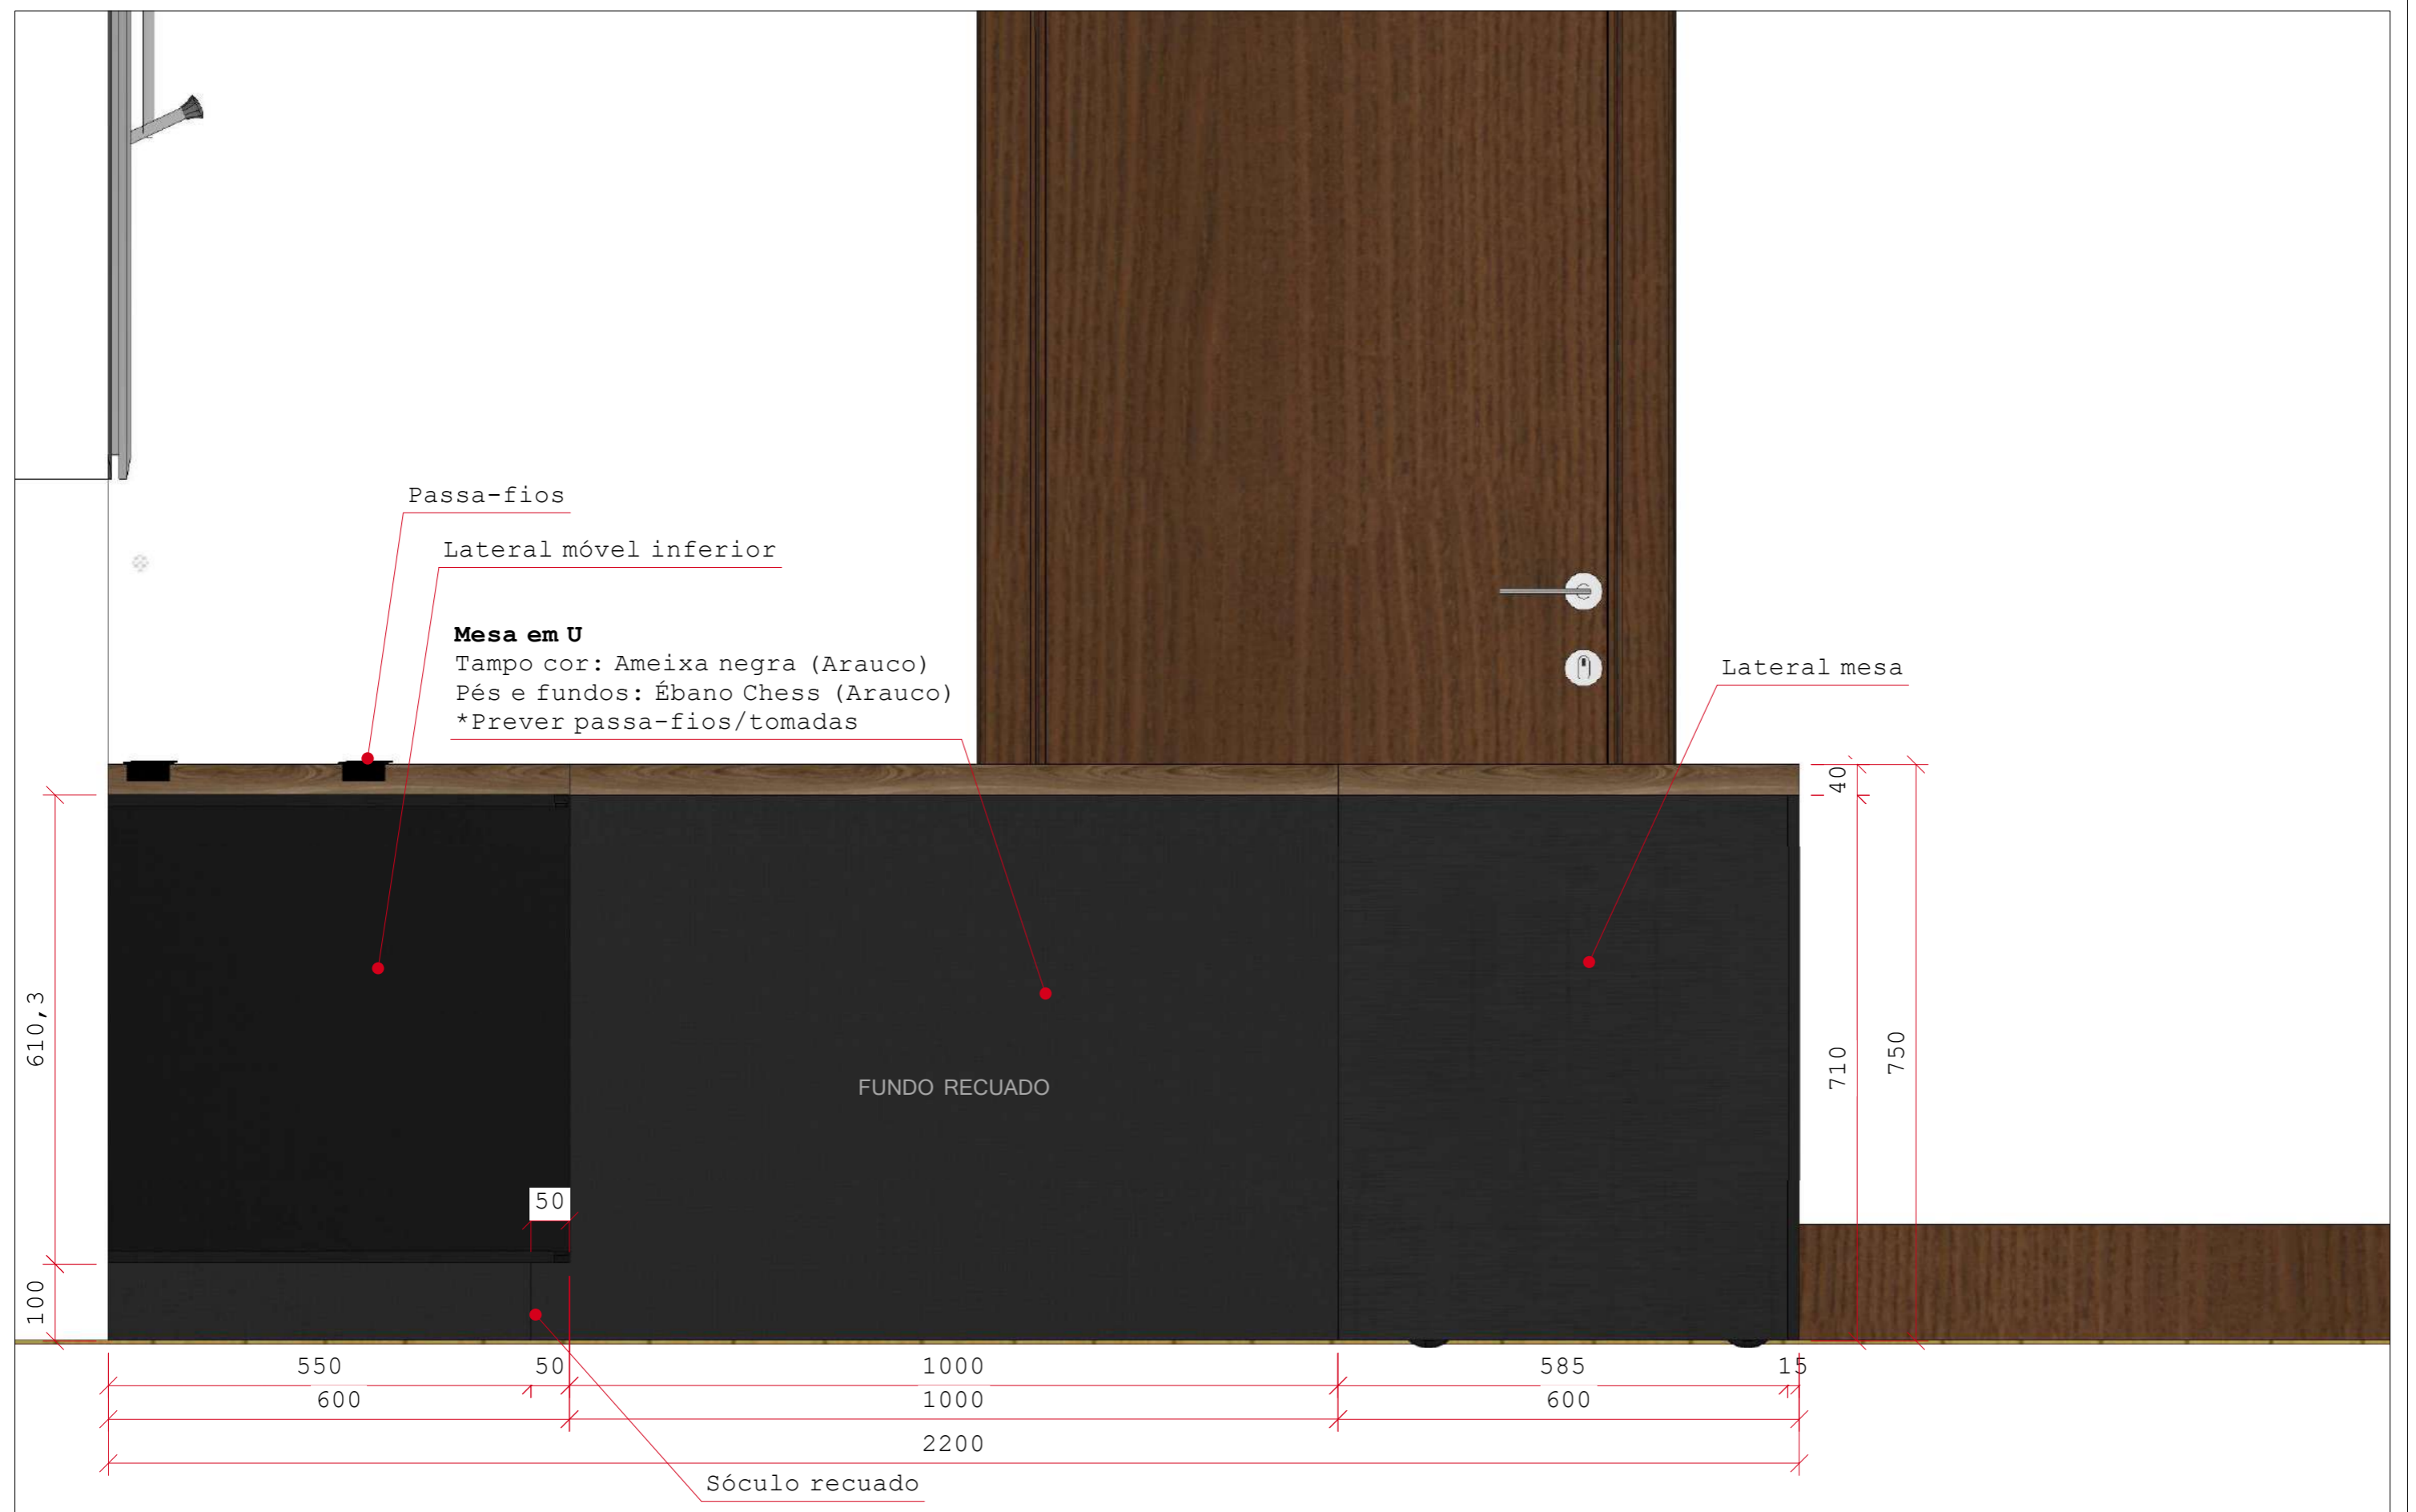 Passa-fios
Lateral móvel inferior
Mesa em U
Tampo cor: Ameixa negra (Arauco)
Pés e fundos: Ébano Chess (Arauco)
*Prever passa-fios/tomadas
Lateral mesa
40
610,3
710
750
FUNDO RECUADO
50
100
550
50
1000
585
15
600
1000
600
2200
Sóculo recuado